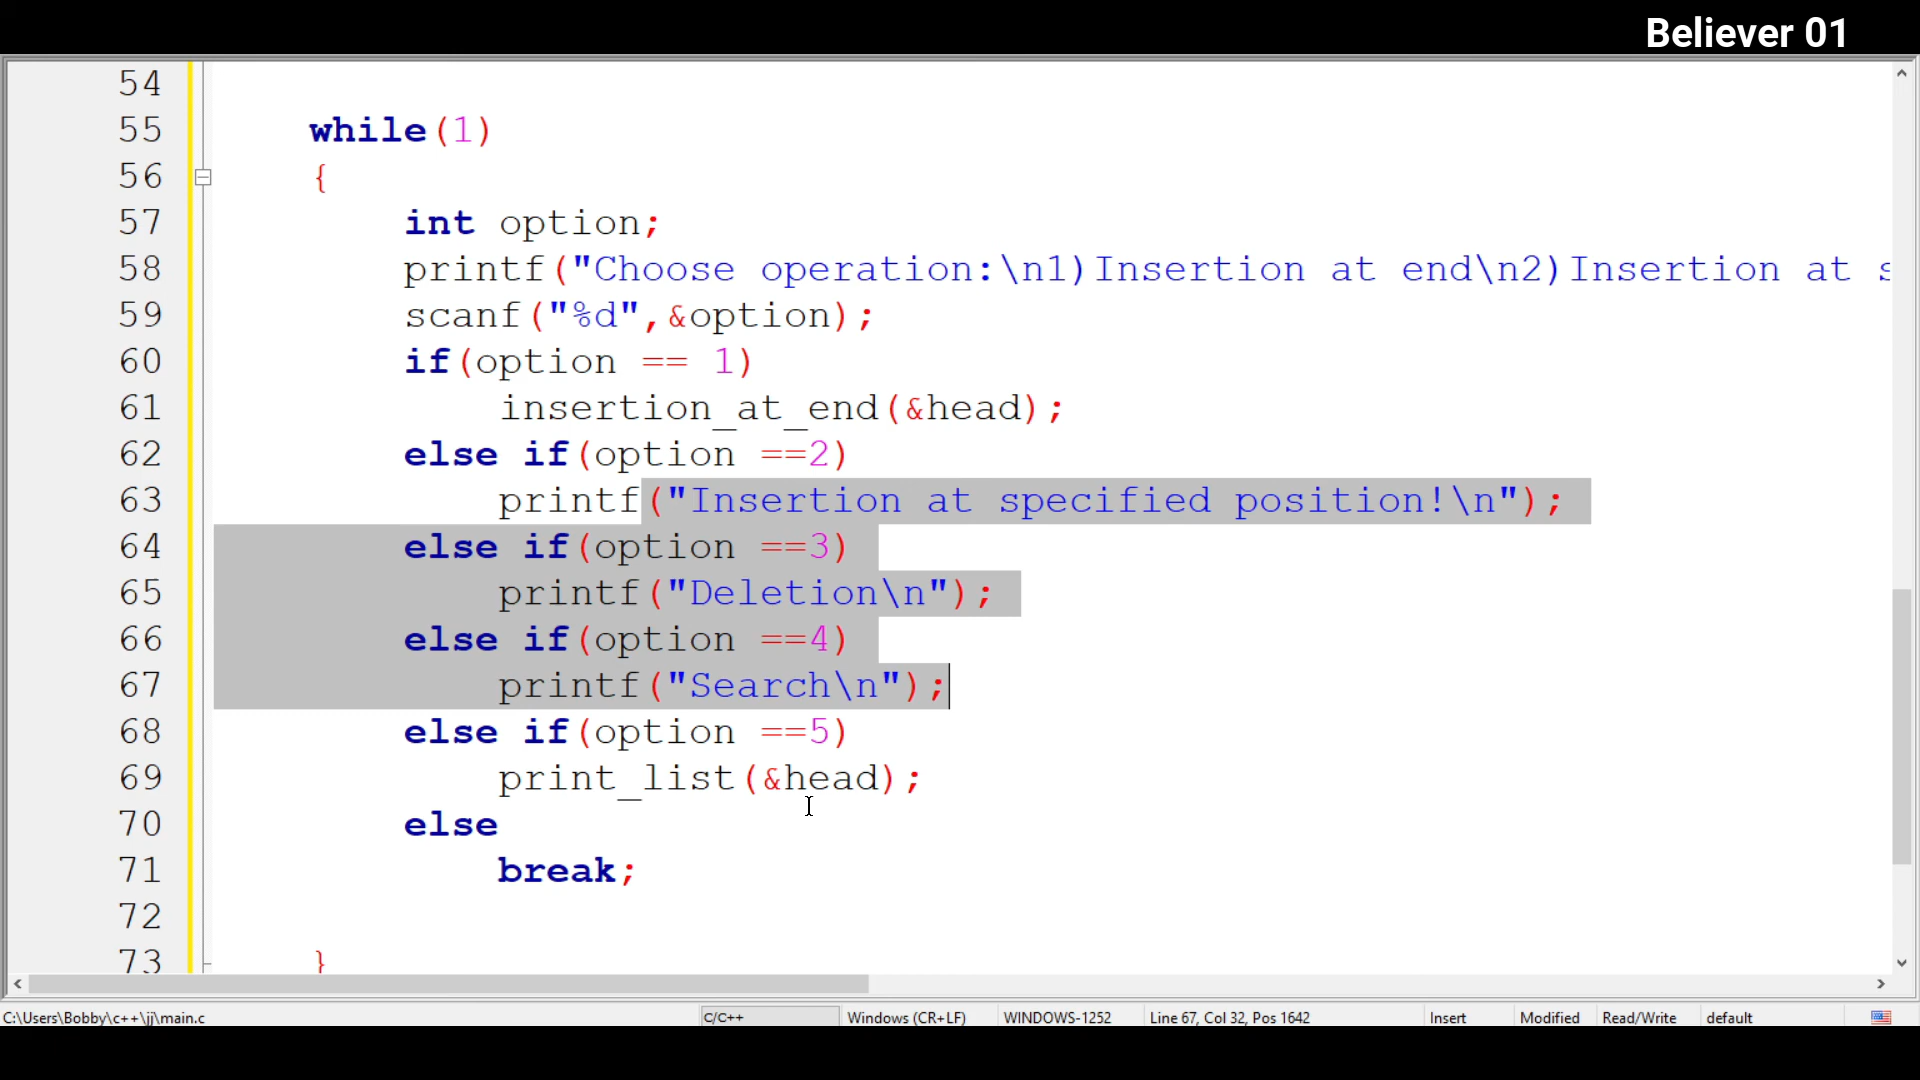 Believer 01
54
55 while(1)
56 {
57 int option;
58 printf("Choose operation:\n1)Insertion at end\n2)Insertion at
59 scanf("%d",&option);
60 if(option == 1)
61 insertion_at_end(&head);
62 else if(option ==2)
63 printf("Insertion at specified position!\n");
64 else if(option ==3)
65 printf("Deletion\n");
66 else if(option ==4)
67 printf("Search\n");
68 else if(option ==5)
69 print_list(&head);
70 else
71 break;
72
73 }
C:\Users\Bobby\c++\jj\main.c C/C++ Windows (CR+LF) WINDOWS-1252 Line 67, Col 32, Pos 1642 Insert Modified Read/Write default